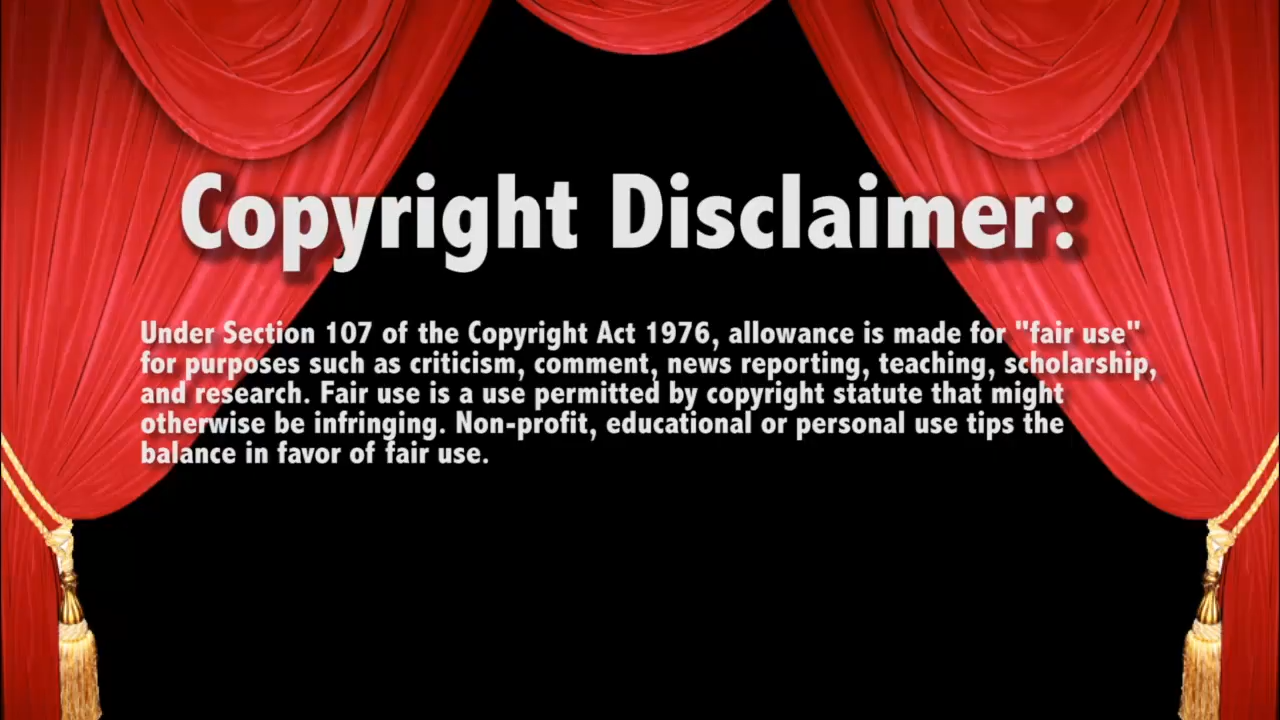 Copyright Disclaimer:
Under Section 107 of the Copyright Act 1976, allowance is made for "fair use"
for purposes such as criticism, comment, news reporting, teaching, scholarship,
and research. Fair use is a use permitted by copyright statute that might
otherwise be infringing. Non-profit, educational or personal use tips the
balance in favor of fair use.